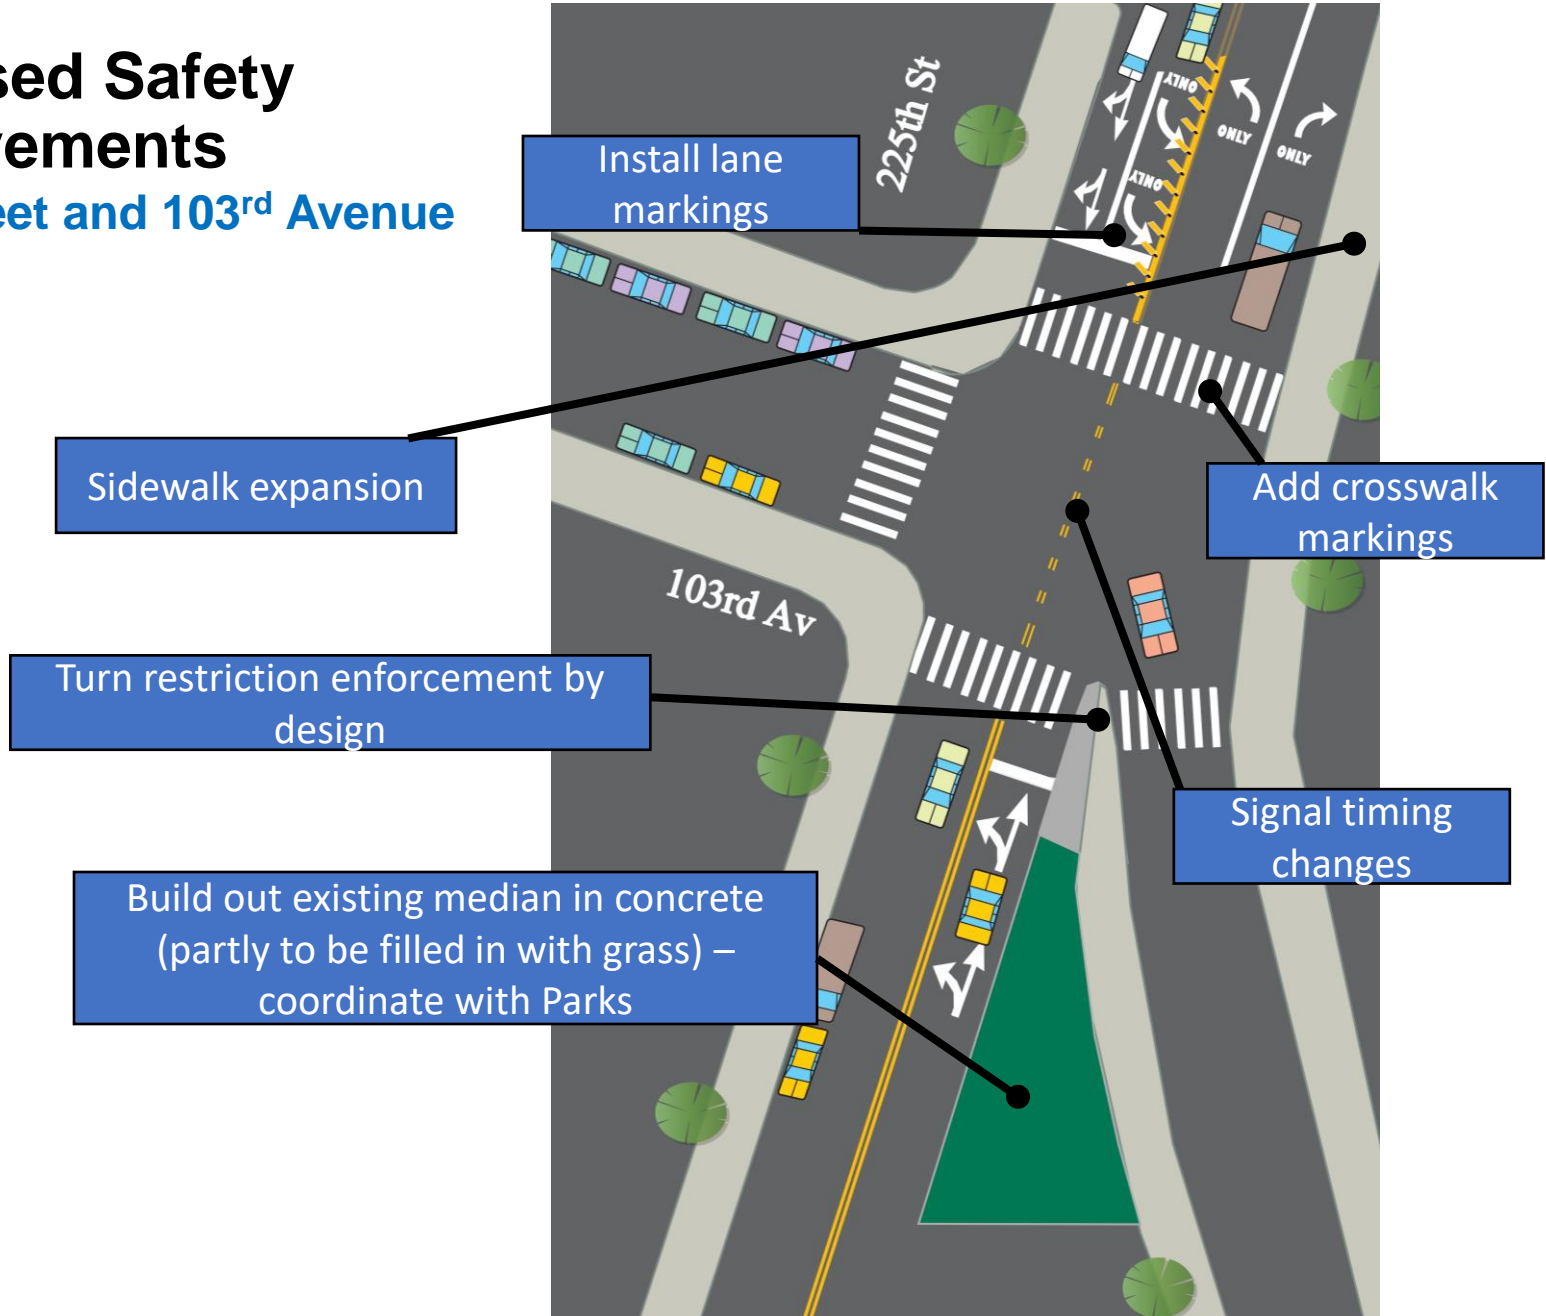 sed Safety
vements
eet and 103rd Avenue
225th St
ONLY
ONLY
ONLY
ONLY
Install lane
markings
Sidewalk expansion
Add crosswalk
markings
103rd Av
Turn restriction enforcement by
design
Signal timing
changes
Build out existing median in concrete
(partly to be filled in with grass) –
coordinate with Parks